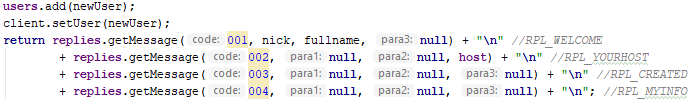 users.add(newUser);
client.setUser(newUser);
return replies.getMessage( code: 001, nick, fullname, para3: null) + "\n" //RPL_WELCOME
+ replies.getMessage( code: 002, para1: null, para2: null, host) + "\n" //RPL_YOURHOST
+ replies.getMessage( code: 003, para1: null, para2: null, para3: null) + "\n" //RPL_CREATED
+ replies.getMessage( code: 004, para1: null, para2: null, para3: null) + "\n"; //RPL_MYINFO